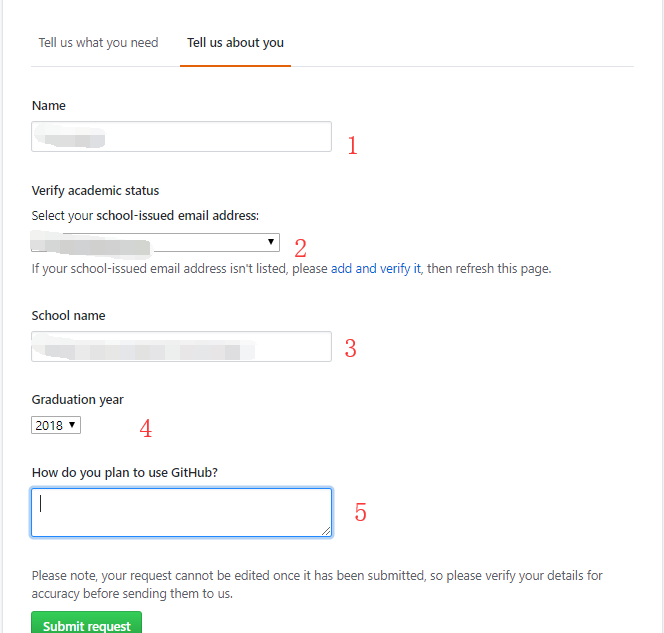 Tell us what you need Tell us about you
Name
1
Verify academic status
Select your school-issued email address:
2
If your school-issued email address isn't listed, please add and verify it, then refresh this page.
School name
3
Graduation year
2018
4
How do you plan to use GitHub?
5
Please note, your request cannot be edited once it has been submitted, so please verify your details for
accuracy before sending them to us.
Submit request